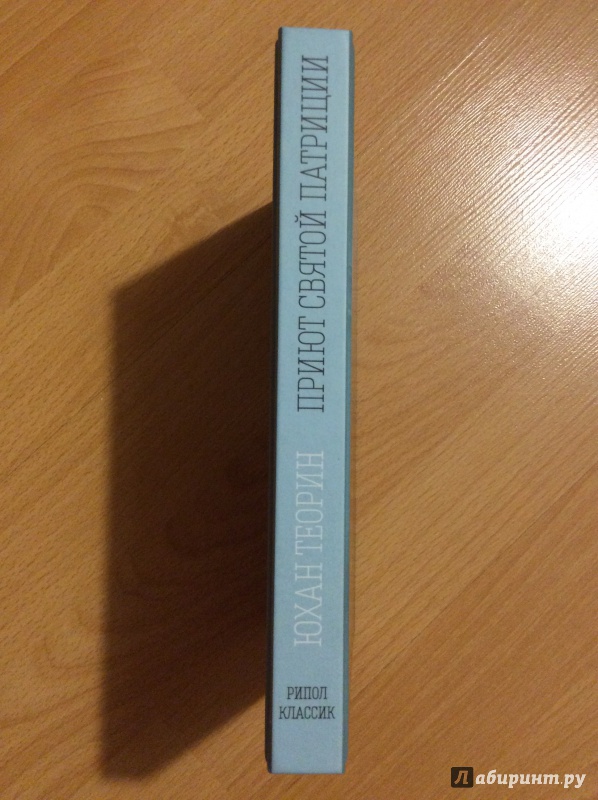 ЮХАН ТЕОРИН
ПРИЮТ СВЯТОЙ ПАТРИЦИИ
РИПОЛ
КЛАССИК
Лабиринт.ру